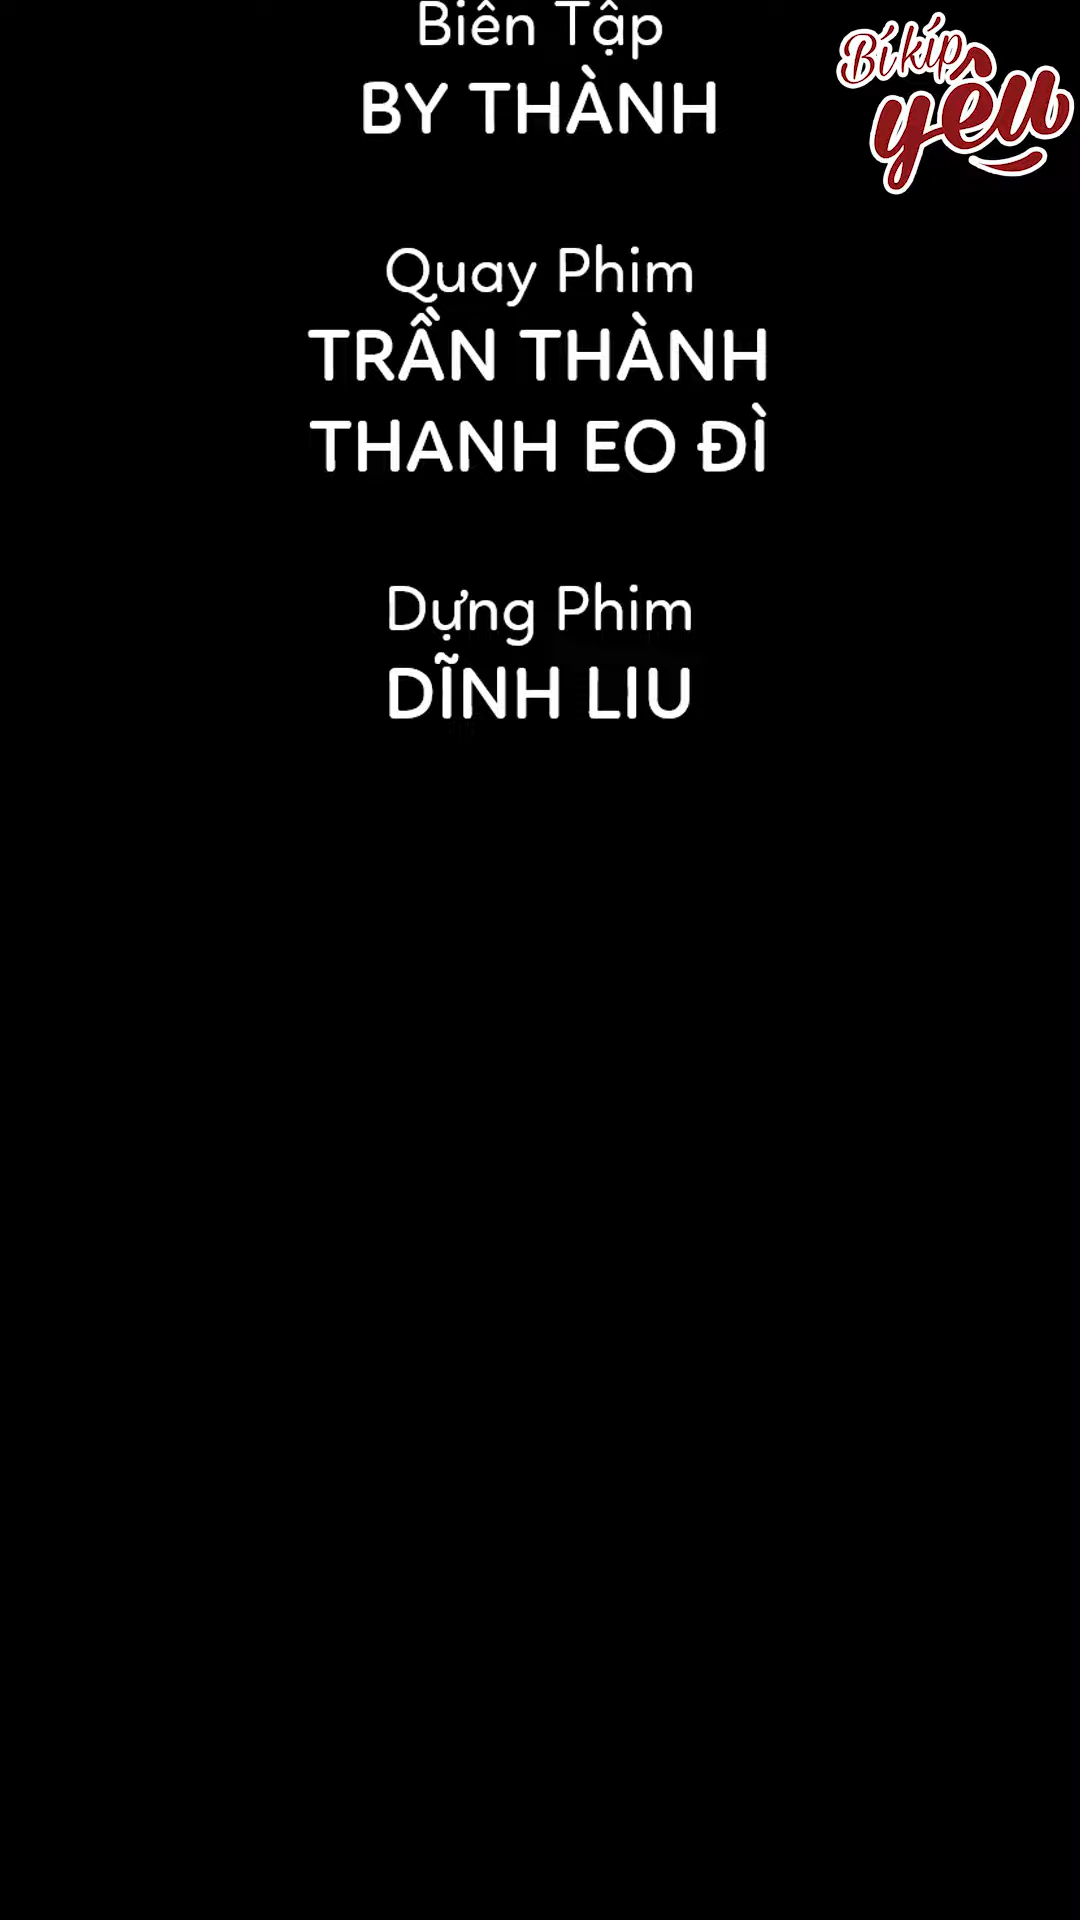 Biên Tập
BY THÀNH
Bí kíp
yêu
Quay Phim
TRẦN THÀNH
THANH EO ĐÌ
Dựng Phim
DĨNH LIU